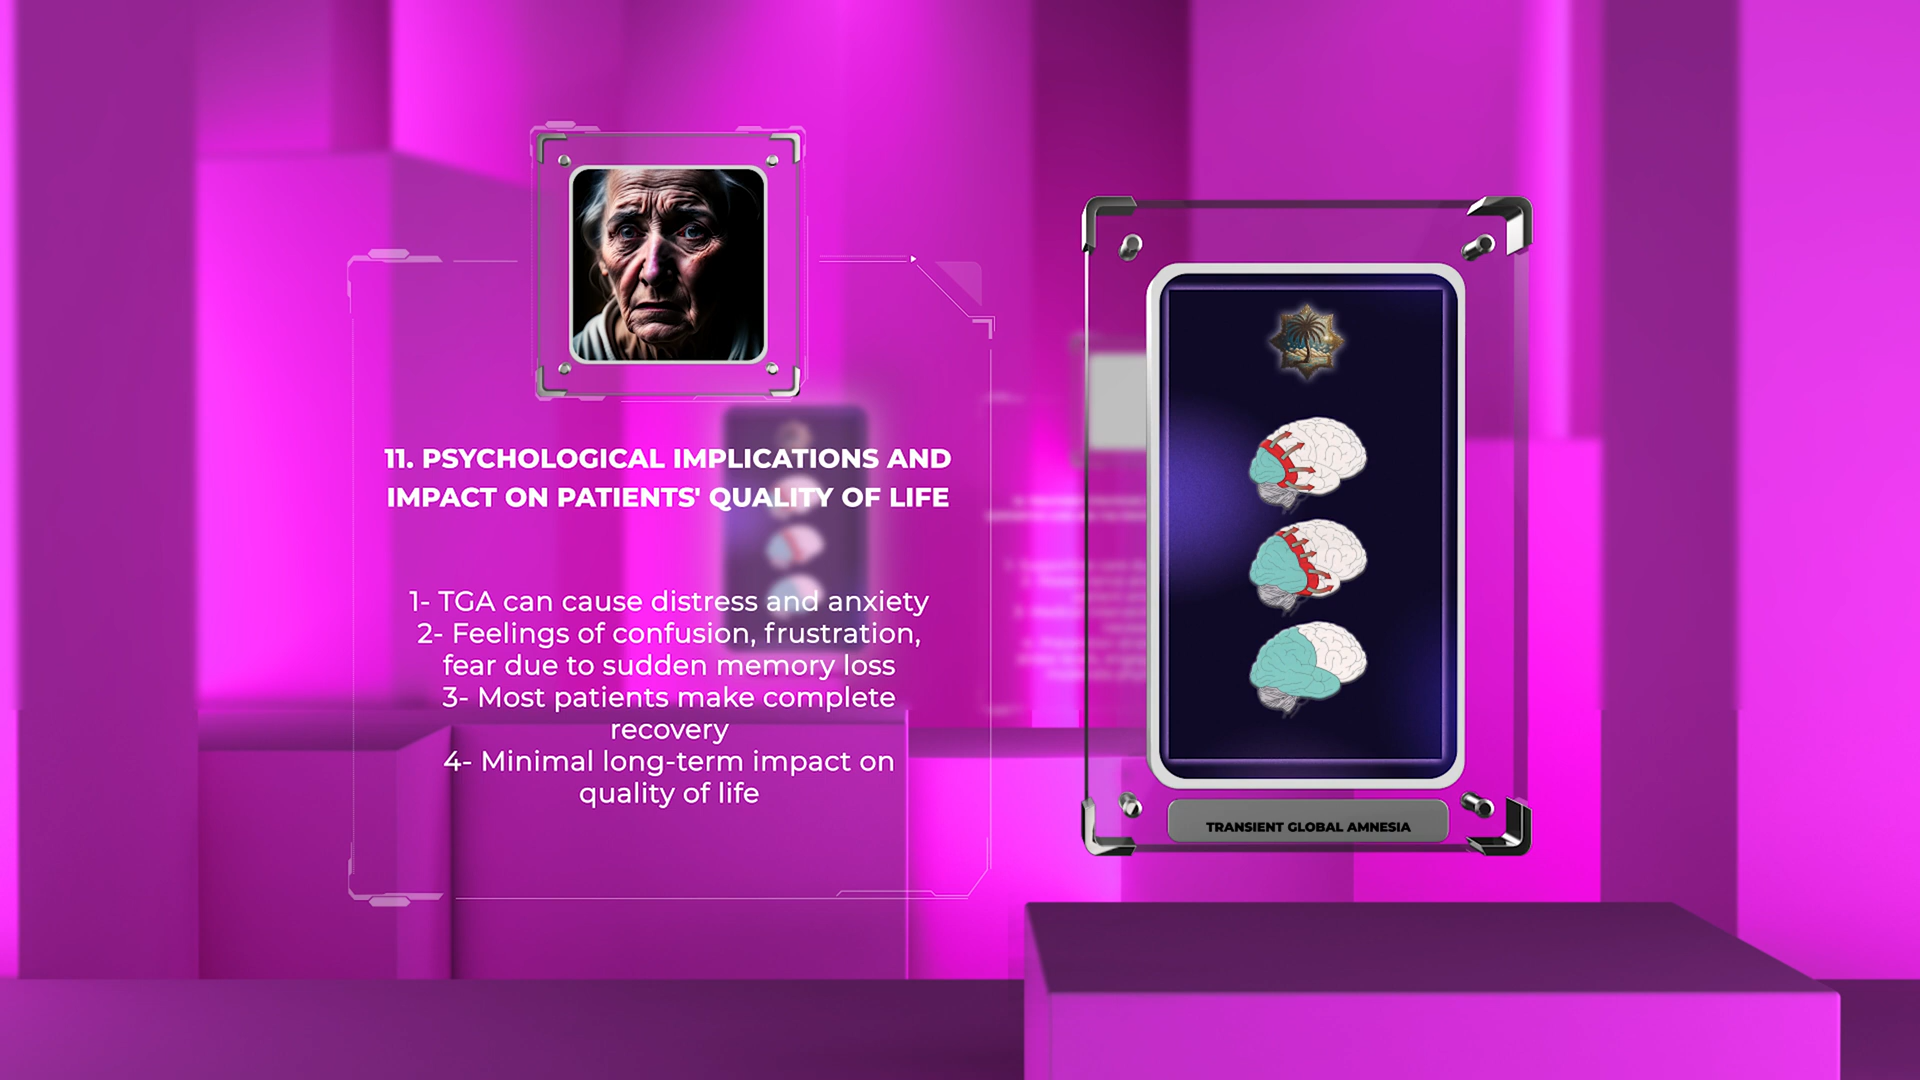 11. PSYCHOLOGICAL IMPLICATIONS AND
IMPACT ON PATIENTS' QUALITY OF LIFE
1- TGA can cause distress and anxiety
2- Feelings of confusion, frustration,
fear due to sudden memory loss
3- Most patients make complete
recovery
4- Minimal long-term impact on
quality of life
TRANSIENT GLOBAL AMNESIA